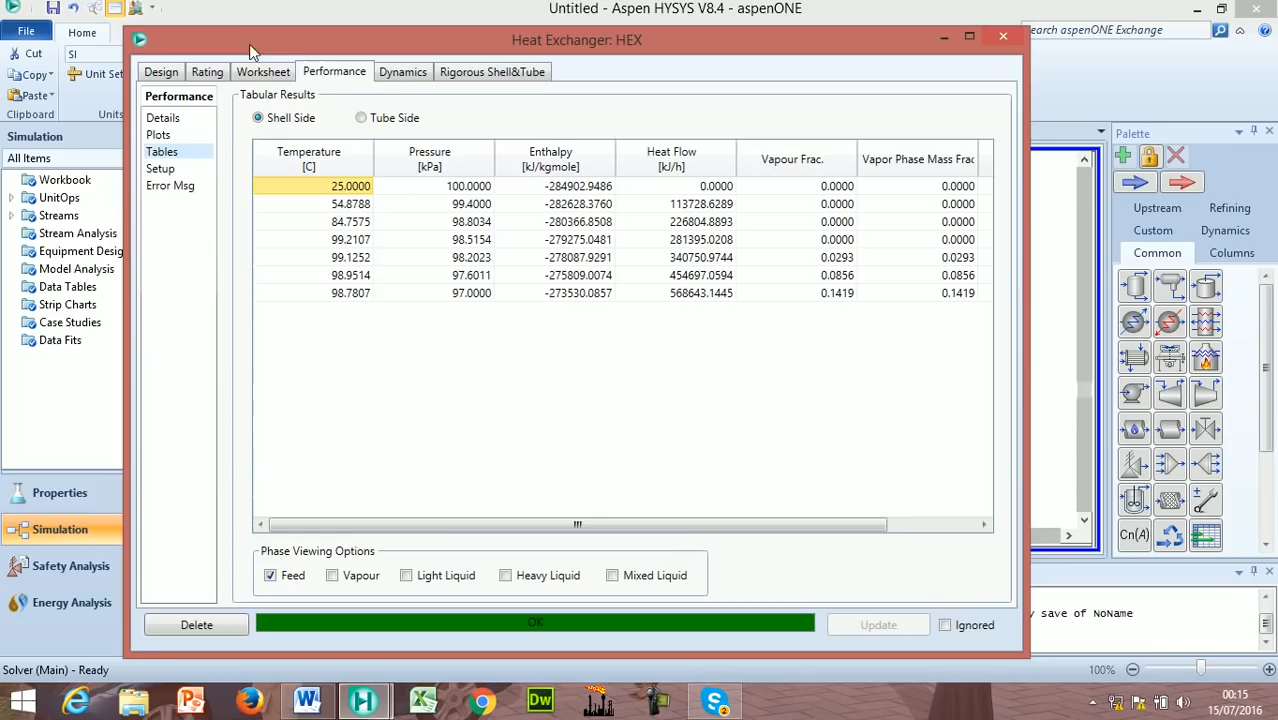 Untitled - Aspen HYSYS V8.4 - aspenONE
File
Home
earch aspenONE Exchange
Heat Exchanger: HEX
Cut
SI
Copy
Unit Set
Paste
Clipboard
Design
Rating
Worksheet
Performance
Dynamics
Rigorous Shell&Tube
Performance
Details
Plots
Tables
Setup
Error Msg
Tabular Results
Shell Side
Tube Side
Temperature [C] Pressure [kPa] Enthalpy [kJ/kgmole] Heat Flow [kJ/h] Vapour Frac. Vapor Phase Mass Frac
25.0000 100.0000 -284902.9486 0.0000 0.0000 0.0000
54.8788 99.4000 -282628.3760 113728.6289 0.0000 0.0000
84.7575 98.8034 -280366.8508 226804.8893 0.0000 0.0000
99.2107 98.5154 -279275.0481 281395.0208 0.0000 0.0000
99.1252 98.2023 -278087.9291 340750.9744 0.0293 0.0293
98.9514 97.6011 -275809.0074 454697.0594 0.0856 0.0856
98.7807 97.0000 -273530.0857 568643.1445 0.1419 0.1419
Phase Viewing Options
Feed
Vapour
Light Liquid
Heavy Liquid
Mixed Liquid
Delete
OK
Update
Ignored
Simulation
All Items
Workbook
UnitOps
Streams
Stream Analysis
Equipment Desig
Model Analysis
Data Tables
Strip Charts
Case Studies
Data Fits
Properties
Simulation
Safety Analysis
Energy Analysis
Palette
Upstream
Refining
Custom
Dynamics
Common
Columns
Cn(A)
y save of NoName
Solver (Main) - Ready
100%
Dw
2
00:15
15/07/2016